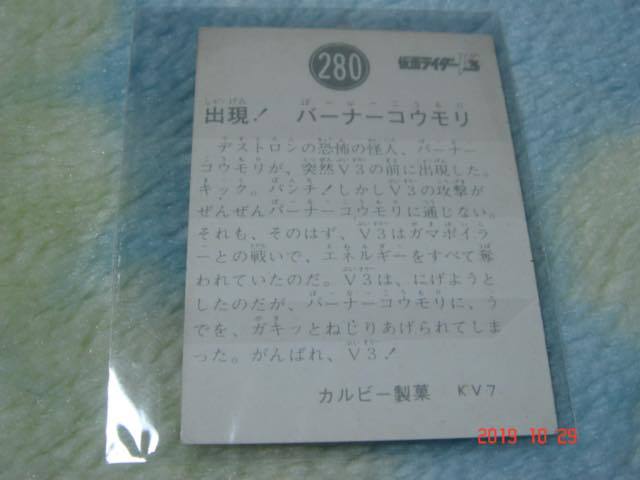 280
仮面ライダーV3
出現! バーナーコウモリ
デストロンの恐怖の怪人、バーナー
コウモリが、突然V3の前に出現した。
キック。パンチ!しかしV3の攻撃が
ぜんぜんバーナーコウモリに通じない。
それも、そのはず、V3はガマボイラ
ーとの戦いで、エネルギーをすべて奪
われていたのだ。V3は、にげようと
したのだが、バーナーコウモリに、う
でを、ガキッとねじりあげられてしま
った。がんばれ、V3!
カルビー製菓 KV7
2019 10 29